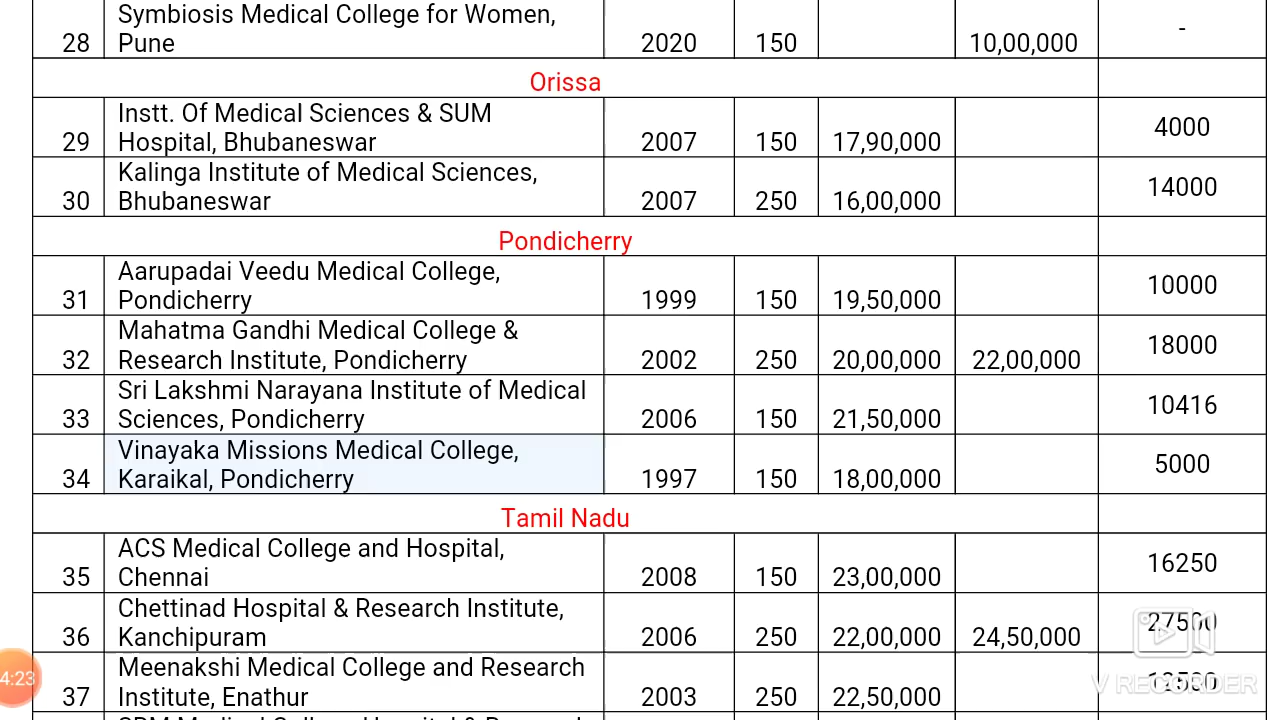 Symbiosis Medical College for Women,
28 Pune 2020 150 10,00,000 -
Orissa
Instt. Of Medical Sciences & SUM
29 Hospital, Bhubaneswar 2007 150 17,90,000 4000
Kalinga Institute of Medical Sciences,
30 Bhubaneswar 2007 250 16,00,000 14000
Pondicherry
Aarupadai Veedu Medical College,
31 Pondicherry 1999 150 19,50,000 10000
Mahatma Gandhi Medical College &
32 Research Institute, Pondicherry 2002 250 20,00,000 22,00,000 18000
Sri Lakshmi Narayana Institute of Medical
33 Sciences, Pondicherry 2006 150 21,50,000 10416
Vinayaka Missions Medical College,
34 Karaikal, Pondicherry 1997 150 18,00,000 5000
Tamil Nadu
ACS Medical College and Hospital,
35 Chennai 2008 150 23,00,000 16250
Chettinad Hospital & Research Institute,
36 Kanchipuram 2006 250 22,00,000 24,50,000 27500
Meenakshi Medical College and Research
37 Institute, Enathur 2003 250 22,50,000
4:23
V RECORDER